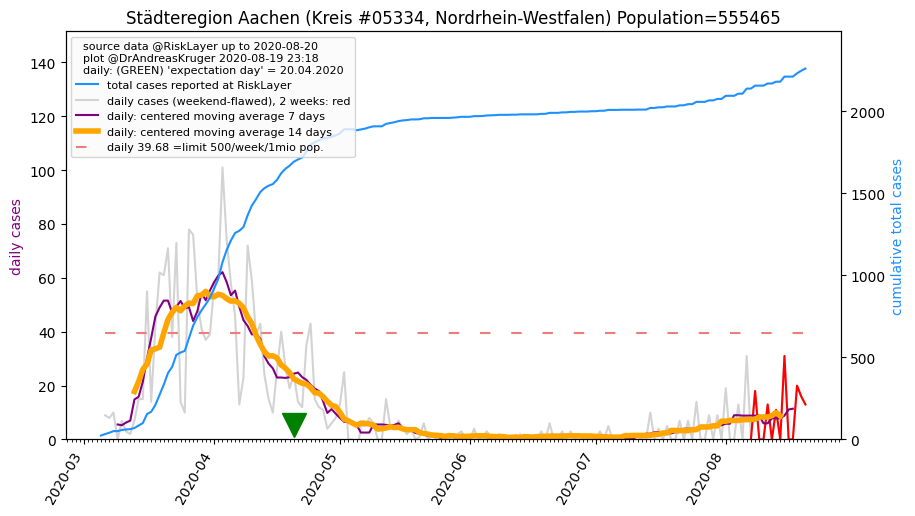 Städteregion Aachen (Kreis #05334, Nordrhein-Westfalen) Population=555465
source data @RiskLayer up to 2020-08-20
plot @DrAndreasKruger 2020-08-19 23:18
daily: (GREEN) 'expectation day' = 20.04.2020
total cases reported at RiskLayer
daily cases (weekend-flawed), 2 weeks: red
daily: centered moving average 7 days
daily: centered moving average 14 days
daily 39.68 =limit 500/week/1mio pop.
daily cases
140
120
100
80
60
40
20
0
cumulative total cases
2000
1500
1000
500
0
2020-03
2020-04
2020-05
2020-06
2020-07
2020-08